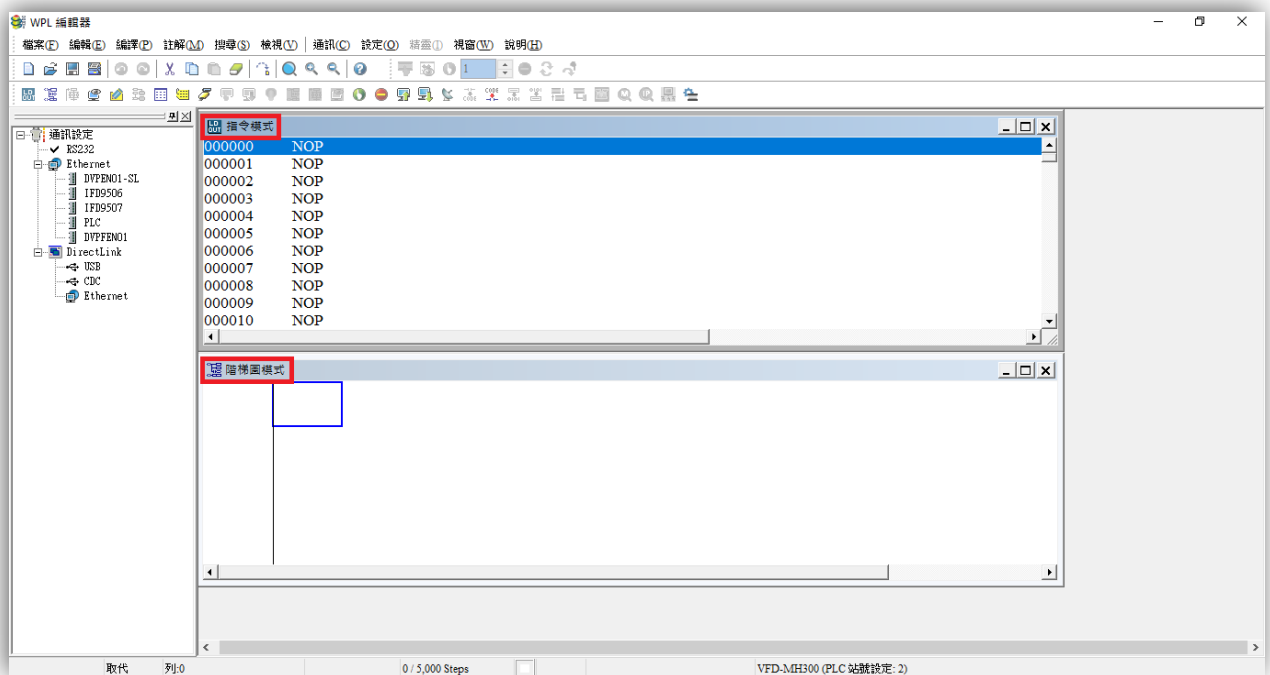 WPL 編輯器
檔案(F) 編輯(E) 編譯(P) 註解(M) 搜尋(S) 檢視(V) 通訊(C) 設定(O) 精靈(I) 視窗(W) 說明(H)
1
通訊設定
RS232
Ethernet
DVPEN01-SL
IFD9506
IFD9507
PLC
DVPFEN01
DirectLink
USB
CDC
Ethernet
指令模式
000000 NOP
000001 NOP
000002 NOP
000003 NOP
000004 NOP
000005 NOP
000006 NOP
000007 NOP
000008 NOP
000009 NOP
000010 NOP
階梯圖模式
取代 列:0 0 / 5,000 Steps VFD-MH300 (PLC 站號設定: 2)